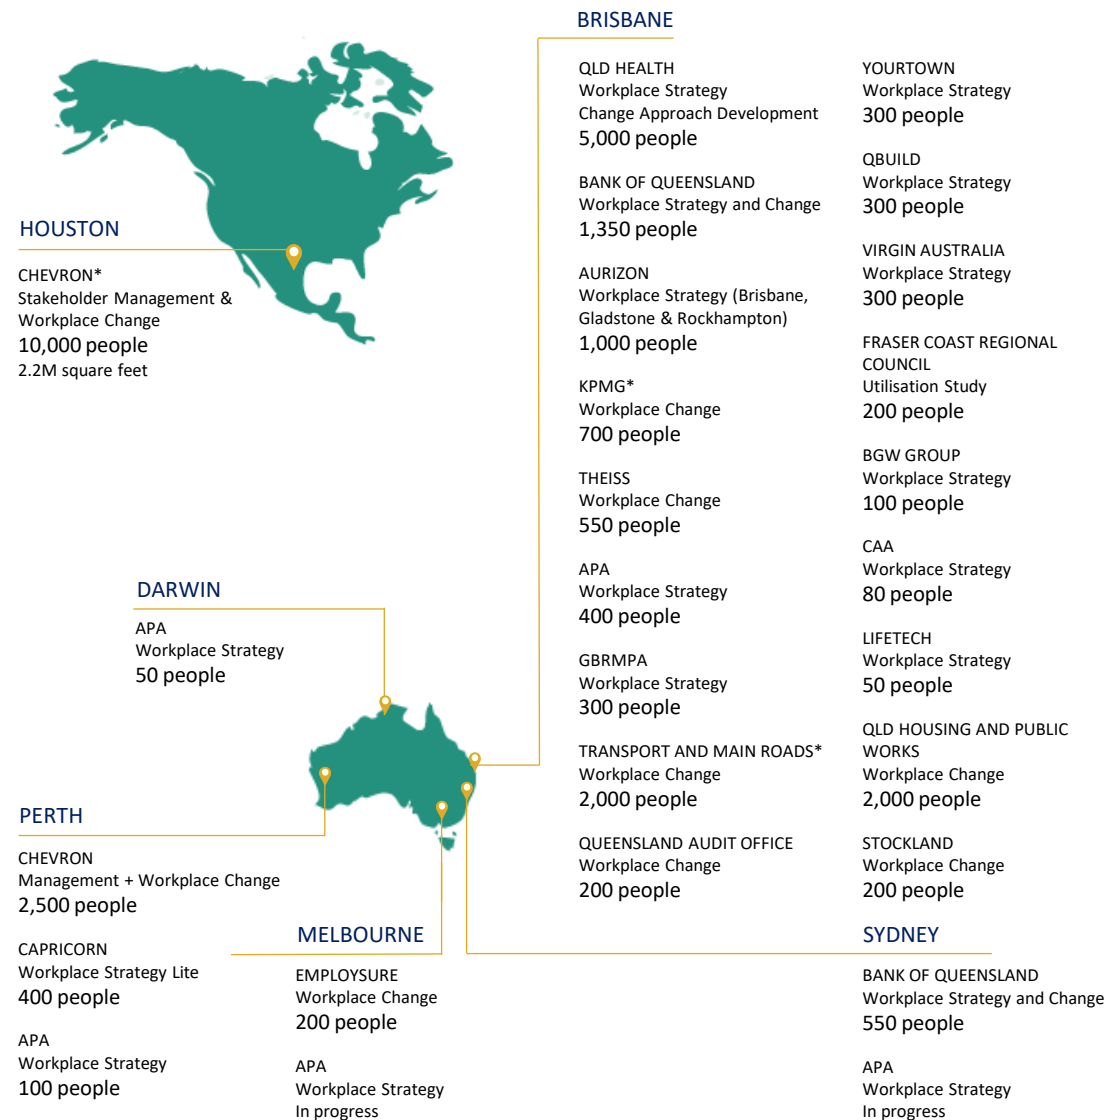 BRISBANE
QLD HEALTH
Workplace Strategy
Change Approach Development
5,000 people
BANK OF QUEENSLAND
Workplace Strategy and Change
1,350 people
AURIZON
Workplace Strategy (Brisbane,
Gladstone & Rockhampton)
1,000 people
KPMG*
Workplace Change
700 people
THEISS
Workplace Change
550 people
APA
Workplace Strategy
400 people
GBRMPA
Workplace Strategy
300 people
TRANSPORT AND MAIN ROADS*
Workplace Change
2,000 people
QUEENSLAND AUDIT OFFICE
Workplace Change
200 people
YOURTOWN
Workplace Strategy
300 people
QBUILD
Workplace Strategy
300 people
VIRGIN AUSTRALIA
Workplace Strategy
300 people
FRASER COAST REGIONAL
COUNCIL
Utilisation Study
200 people
BGW GROUP
Workplace Strategy
100 people
CAA
Workplace Strategy
80 people
LIFETECH
Workplace Strategy
50 people
QLD HOUSING AND PUBLIC
WORKS
Workplace Change
2,000 people
STOCKLAND
Workplace Change
200 people
HOUSTON
CHEVRON*
Stakeholder Management &
Workplace Change
10,000 people
2.2M square feet
DARWIN
APA
Workplace Strategy
50 people
PERTH
CHEVRON
Management + Workplace Change
2,500 people
CAPRICORN
Workplace Strategy Lite
400 people
APA
Workplace Strategy
100 people
MELBOURNE
EMPLOYSURE
Workplace Change
200 people
APA
Workplace Strategy
In progress
SYDNEY
BANK OF QUEENSLAND
Workplace Strategy and Change
550 people
APA
Workplace Strategy
In progress